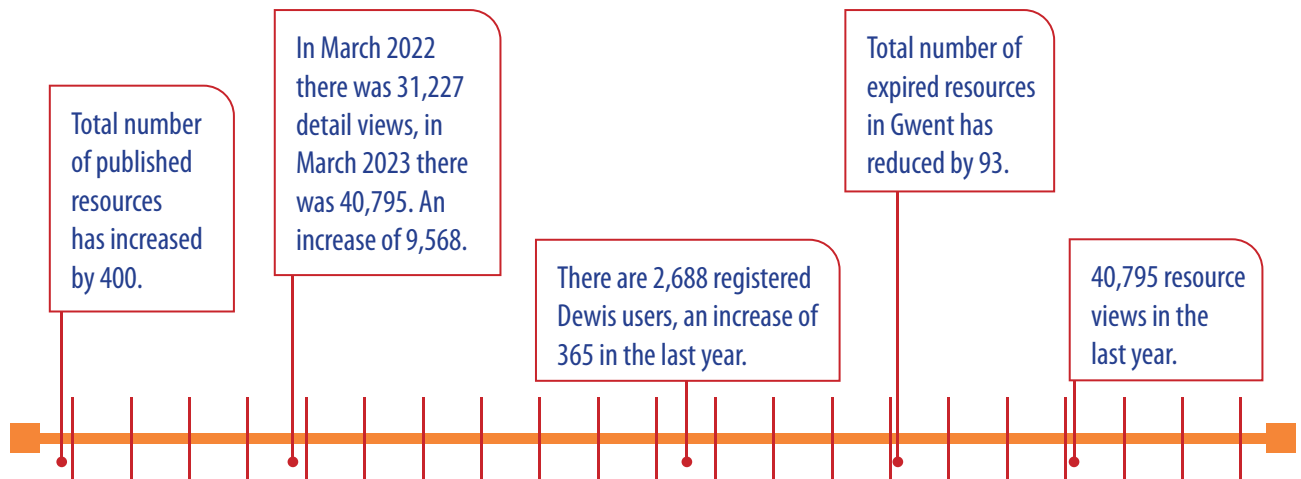 Total number
of published
resources
has increased
by 400.
In March 2022
there was 31,227
detail views, in
March 2023 there
was 40,795. An
increase of 9,568.
There are 2,688 registered
Dewis users, an increase of
365 in the last year.
Total number of
expired resources
in Gwent has
reduced by 93.
40,795 resource
views in the
last year.